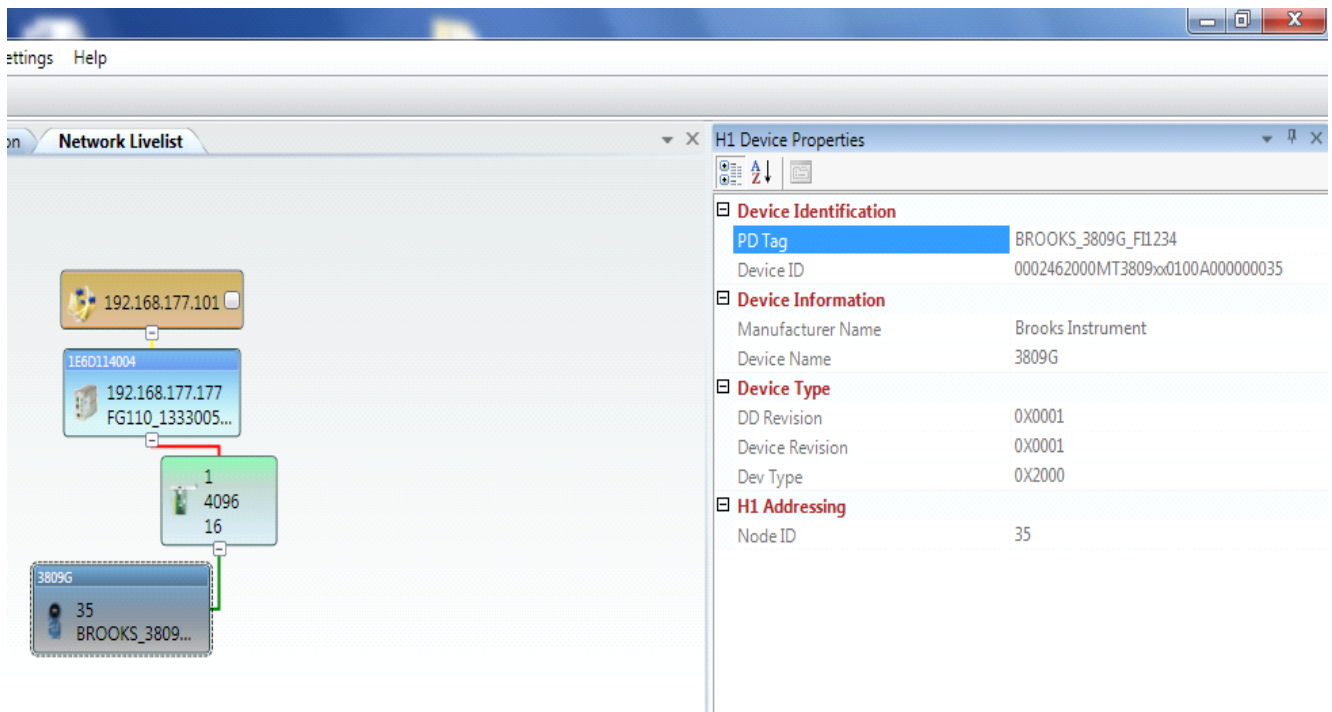 ettings Help
on Network Livelist
192.168.177.101
1E6D114004
192.168.177.177
FG110_1333005...
1
4096
16
3809G
35
BROOKS_3809...
H1 Device Properties
Device Identification
PD Tag BROOKS_3809G_FI1234
Device ID 0002462000MT3809xx0100A000000035
Device Information
Manufacturer Name Brooks Instrument
Device Name 3809G
Device Type
DD Revision 0X0001
Device Revision 0X0001
Dev Type 0X2000
H1 Addressing
Node ID 35